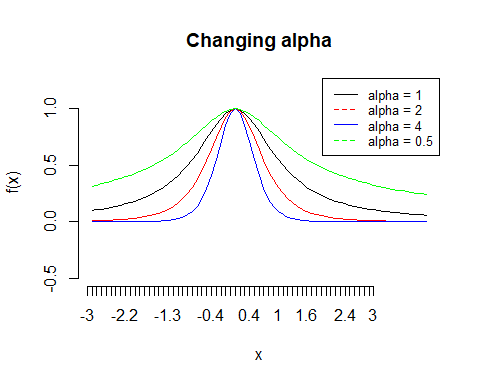 Changing alpha
alpha = 1
alpha = 2
alpha = 4
alpha = 0.5
f(x)
1.0
0.5
0.0
-0.5
-3 -2.2 -1.3 -0.4 0.4 1 1.6 2.4 3
x